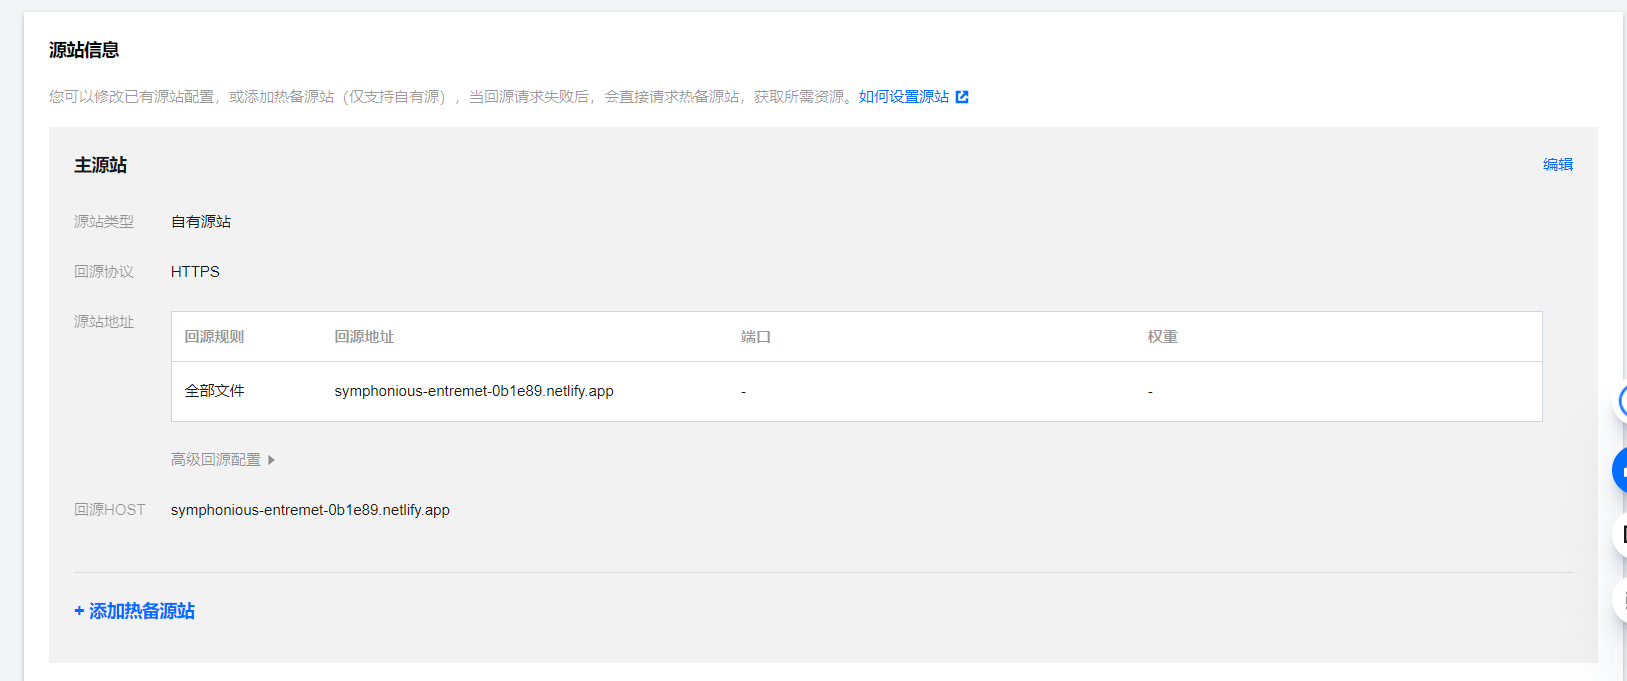 源站信息
您可以修改已有源站配置，或添加热备源站（仅支持自有源），当回源请求失败后，会直接请求热备源站，获取所需资源。如何设置源站
主源站 编辑
源站类型 自有源站
回源协议 HTTPS
源站地址 回源规则 回源地址 端口 权重
全部文件 symphonious-entremet-0b1e89.netlify.app - -
高级回源配置
回源HOST symphonious-entremet-0b1e89.netlify.app
+ 添加热备源站